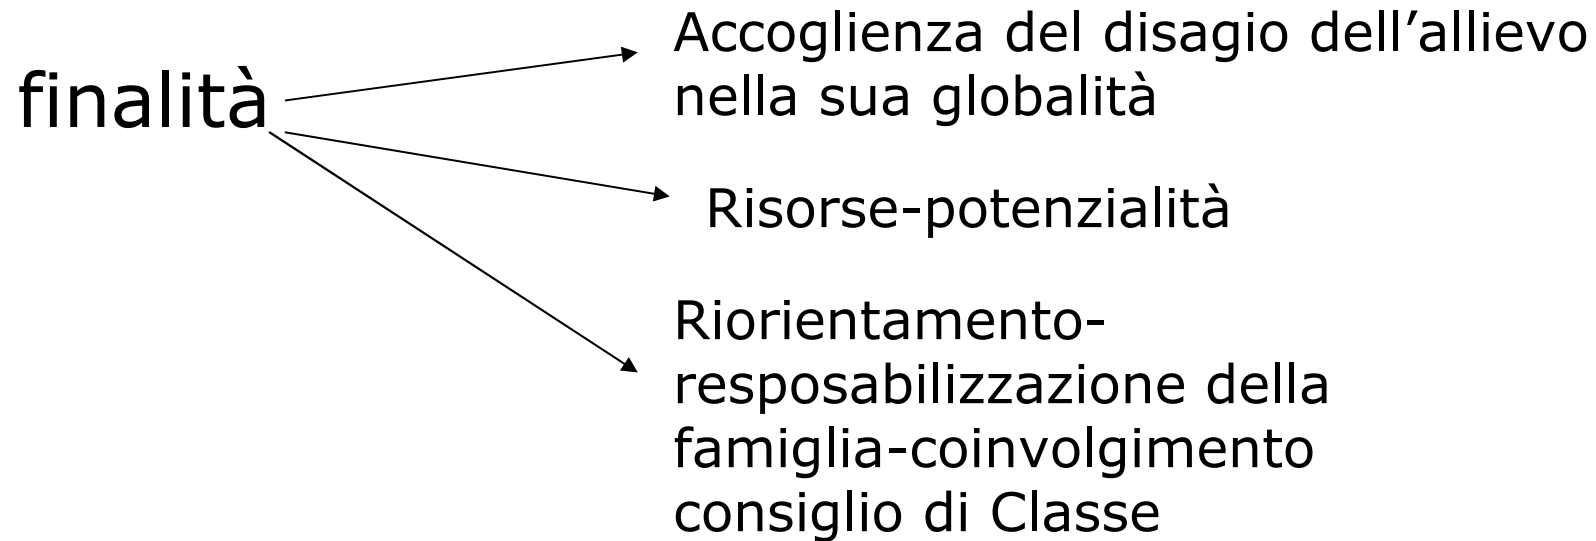 finalità
Accoglienza del disagio dell’allievo
nella sua globalità
Risorse-potenzialità
Riorientamento-
resposabilizzazione della
famiglia-coinvolgimento
consiglio di Classe